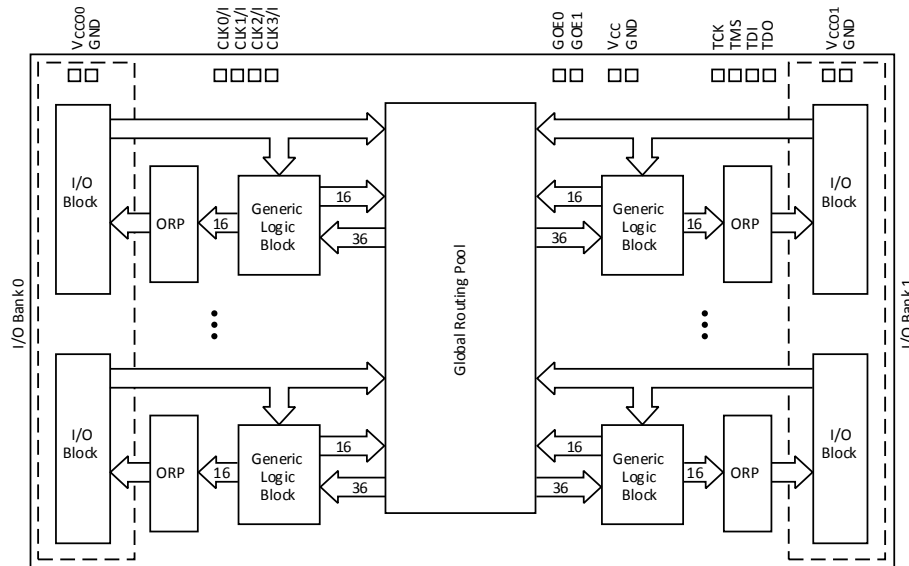 VCCO0
GND
CLK0/I
CLK1/I
CLK2/I
CLK3/I
GOE0
GOE1
VCC
GND
TCK
TMS
TDI
TDO
VCCO1
GND
I/O Bank 0
I/O
Block
ORP
16
Generic
Logic
Block
16
36
Global Routing Pool
16
36
Generic
Logic
Block
16
ORP
I/O
Block
I/O Bank 1
I/O
Block
ORP
16
Generic
Logic
Block
16
36
16
36
Generic
Logic
Block
16
ORP
I/O
Block